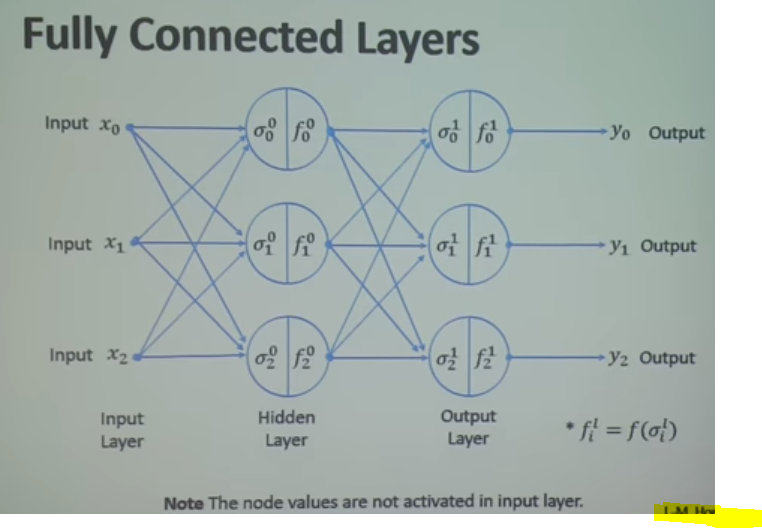 Fully Connected Layers
Input x₀
σ₀⁰ f₀⁰
σ₀¹ f₀¹
y₀ Output
Input x₁
σ₁⁰ f₁⁰
σ₁¹ f₁¹
y₁ Output
Input x₂
σ₂⁰ f₂⁰
σ₂¹ f₂¹
y₂ Output
Input
Layer
Hidden
Layer
Output
Layer
* fᵢˡ = f(σᵢˡ)
Note The node values are not activated in input layer.